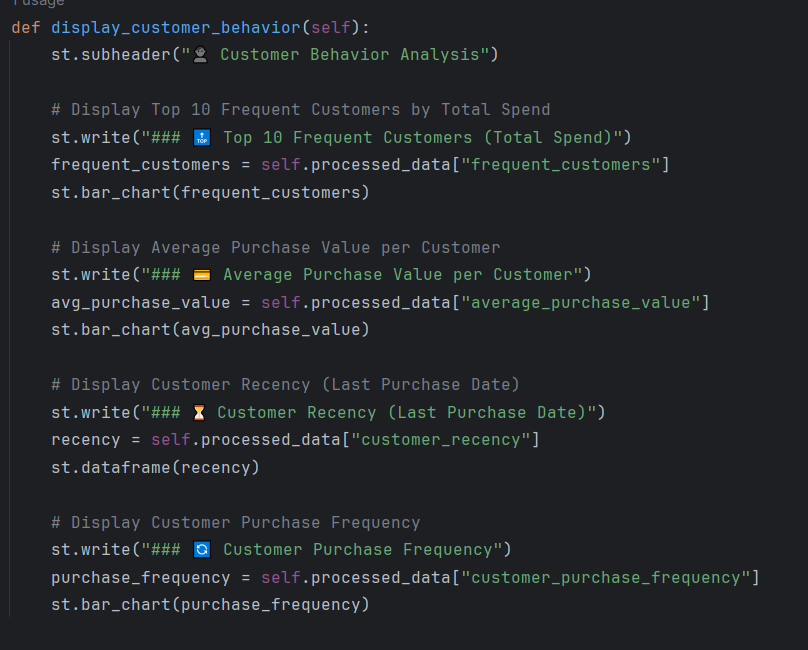 1 usage
def display_customer_behavior(self):
    st.subheader("🕵 Customer Behavior Analysis")
    # Display Top 10 Frequent Customers by Total Spend
    st.write("### 🔝 Top 10 Frequent Customers (Total Spend)")
    frequent_customers = self.processed_data["frequent_customers"]
    st.bar_chart(frequent_customers)
    # Display Average Purchase Value per Customer
    st.write("### 💳 Average Purchase Value per Customer")
    avg_purchase_value = self.processed_data["average_purchase_value"]
    st.bar_chart(avg_purchase_value)
    # Display Customer Recency (Last Purchase Date)
    st.write("### ⏳ Customer Recency (Last Purchase Date)")
    recency = self.processed_data["customer_recency"]
    st.dataframe(recency)
    # Display Customer Purchase Frequency
    st.write("### 🔄 Customer Purchase Frequency")
    purchase_frequency = self.processed_data["customer_purchase_frequency"]
    st.bar_chart(purchase_frequency)